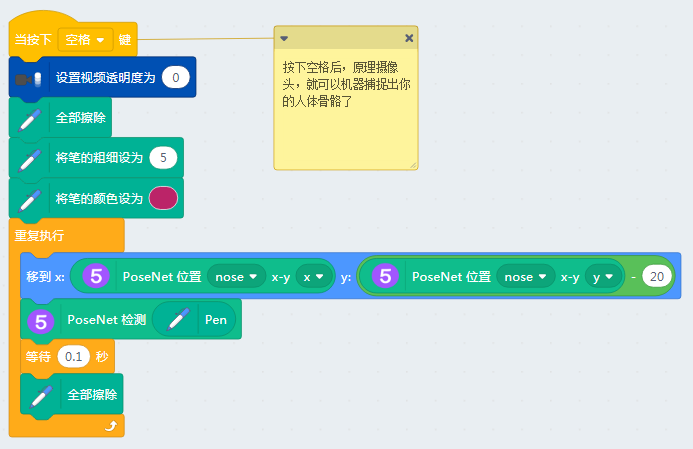 当按下 空格 键
按下空格后，原理摄像
头，就可以机器捕捉出你
的人体骨骼了
设置视频透明度为 0
全部擦除
将笔的粗细设为 5
将笔的颜色设为
重复执行
移到 x: 5 PoseNet 位置 nose x-y x y: 5 PoseNet 位置 nose x-y y - 20
5 PoseNet 检测 Pen
等待 0.1 秒
全部擦除